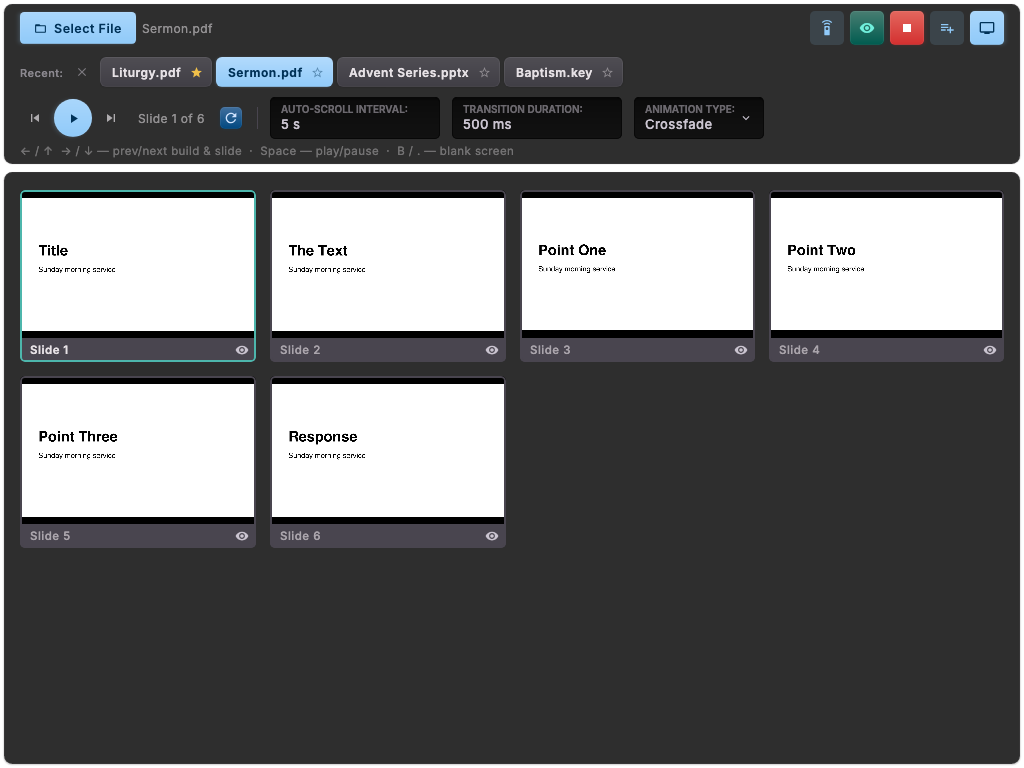 Select File Sermon.pdf
Recent: Liturgy.pdf Sermon.pdf Advent Series.pptx Baptism.key
Slide 1 of 6
AUTO-SCROLL INTERVAL:
5 s
TRANSITION DURATION:
500 ms
ANIMATION TYPE:
Crossfade
← / ↑ → / ↓ — prev/next build & slide · Space — play/pause · B / . — blank screen
Title
Sunday morning service
Slide 1
The Text
Sunday morning service
Slide 2
Point One
Sunday morning service
Slide 3
Point Two
Sunday morning service
Slide 4
Point Three
Sunday morning service
Slide 5
Response
Sunday morning service
Slide 6